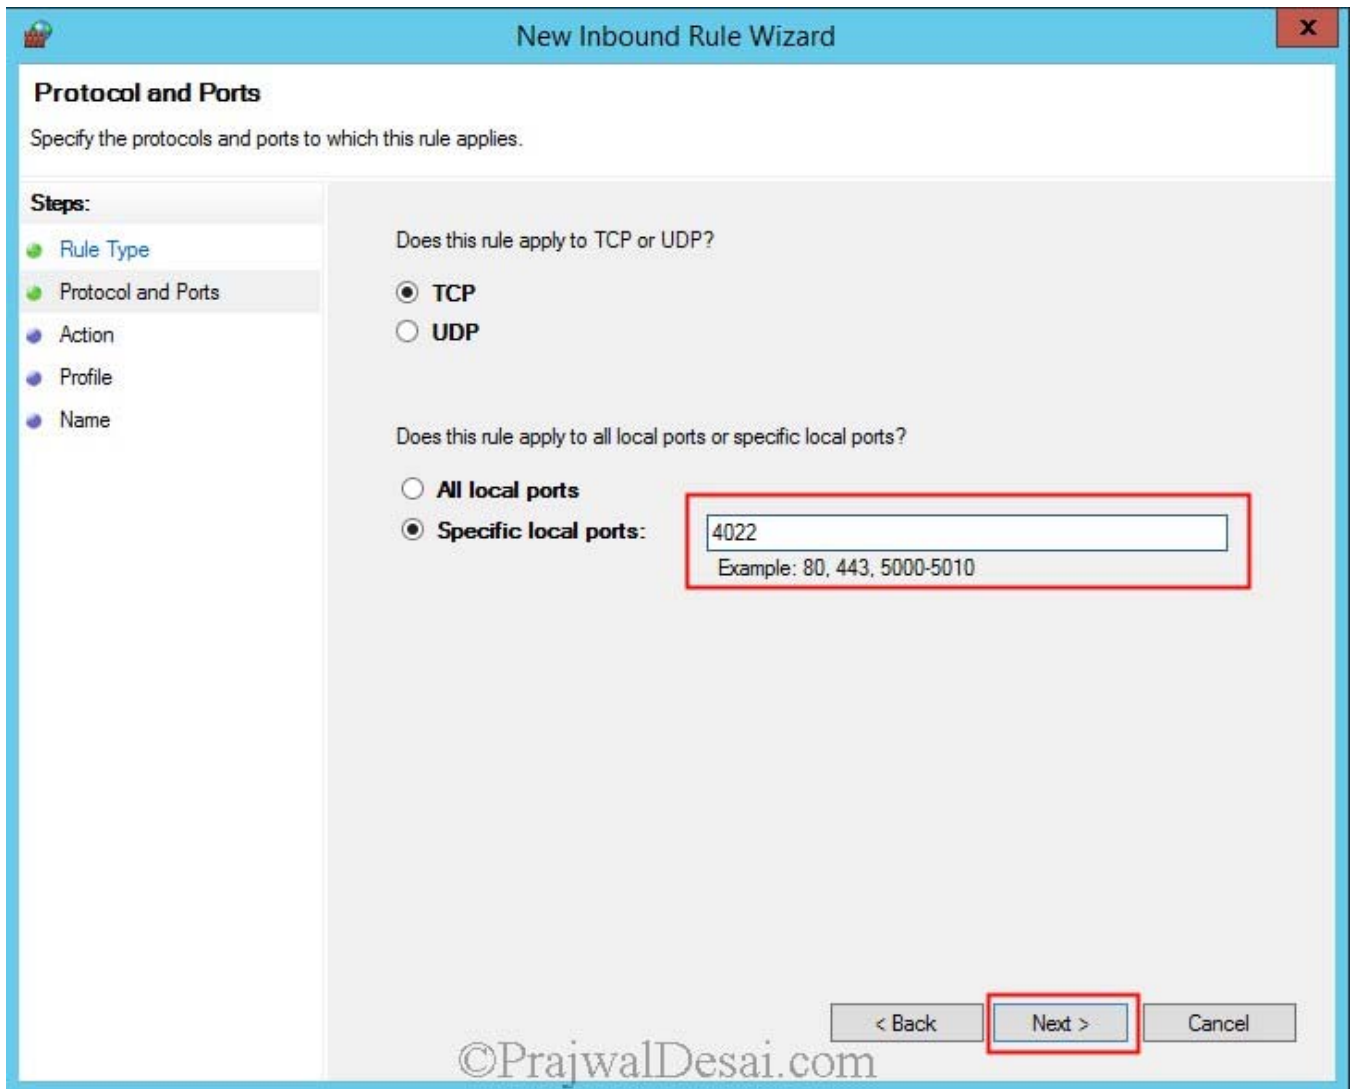 New Inbound Rule Wizard
x
Protocol and Ports
Specify the protocols and ports to which this rule applies.
Steps:
Rule Type
Protocol and Ports
Action
Profile
Name
Does this rule apply to TCP or UDP?
TCP
UDP
Does this rule apply to all local ports or specific local ports?
All local ports
Specific local ports:
4022
Example: 80, 443, 5000-5010
< Back
Next >
Cancel
©PrajwalDesai.com